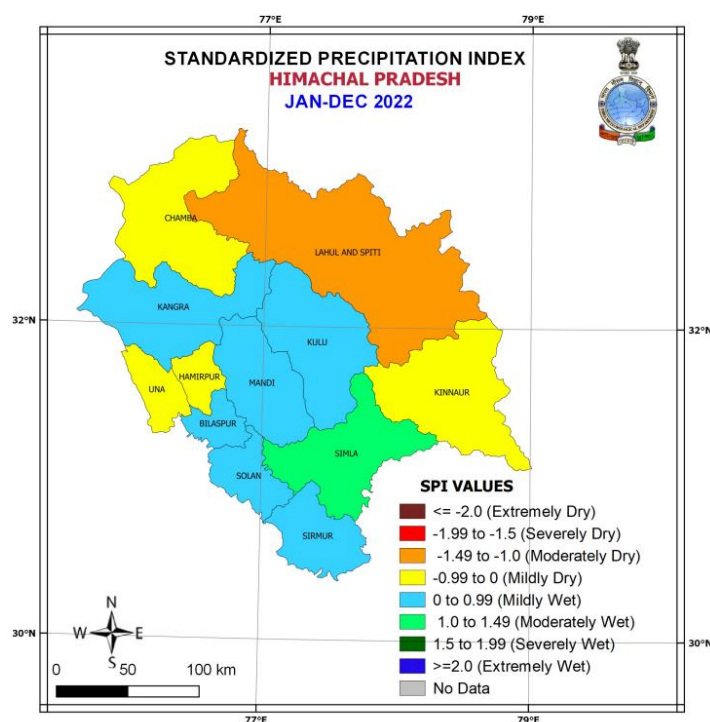 77°E 79°E
STANDARDIZED PRECIPITATION INDEX
HIMACHAL PRADESH
JAN-DEC 2022
CHAMBA
LAHUL AND SPITI
KANGRA
32°N 32°N
KULU
HAMIRPUR
UNA
MANDI
KINNAUR
BILASPUR
SIMLA
SOLAN
SIRMUR
SPI VALUES
<= -2.0 (Extremely Dry)
-1.99 to -1.5 (Severely Dry)
-1.49 to -1.0 (Moderately Dry)
-0.99 to 0 (Mildly Dry)
0 to 0.99 (Mildly Wet)
1.0 to 1.49 (Moderately Wet)
1.5 to 1.99 (Severely Wet)
>=2.0 (Extremely Wet)
No Data
N
W E
S
30°N 30°N
0 50 100 km
77°E 79°E